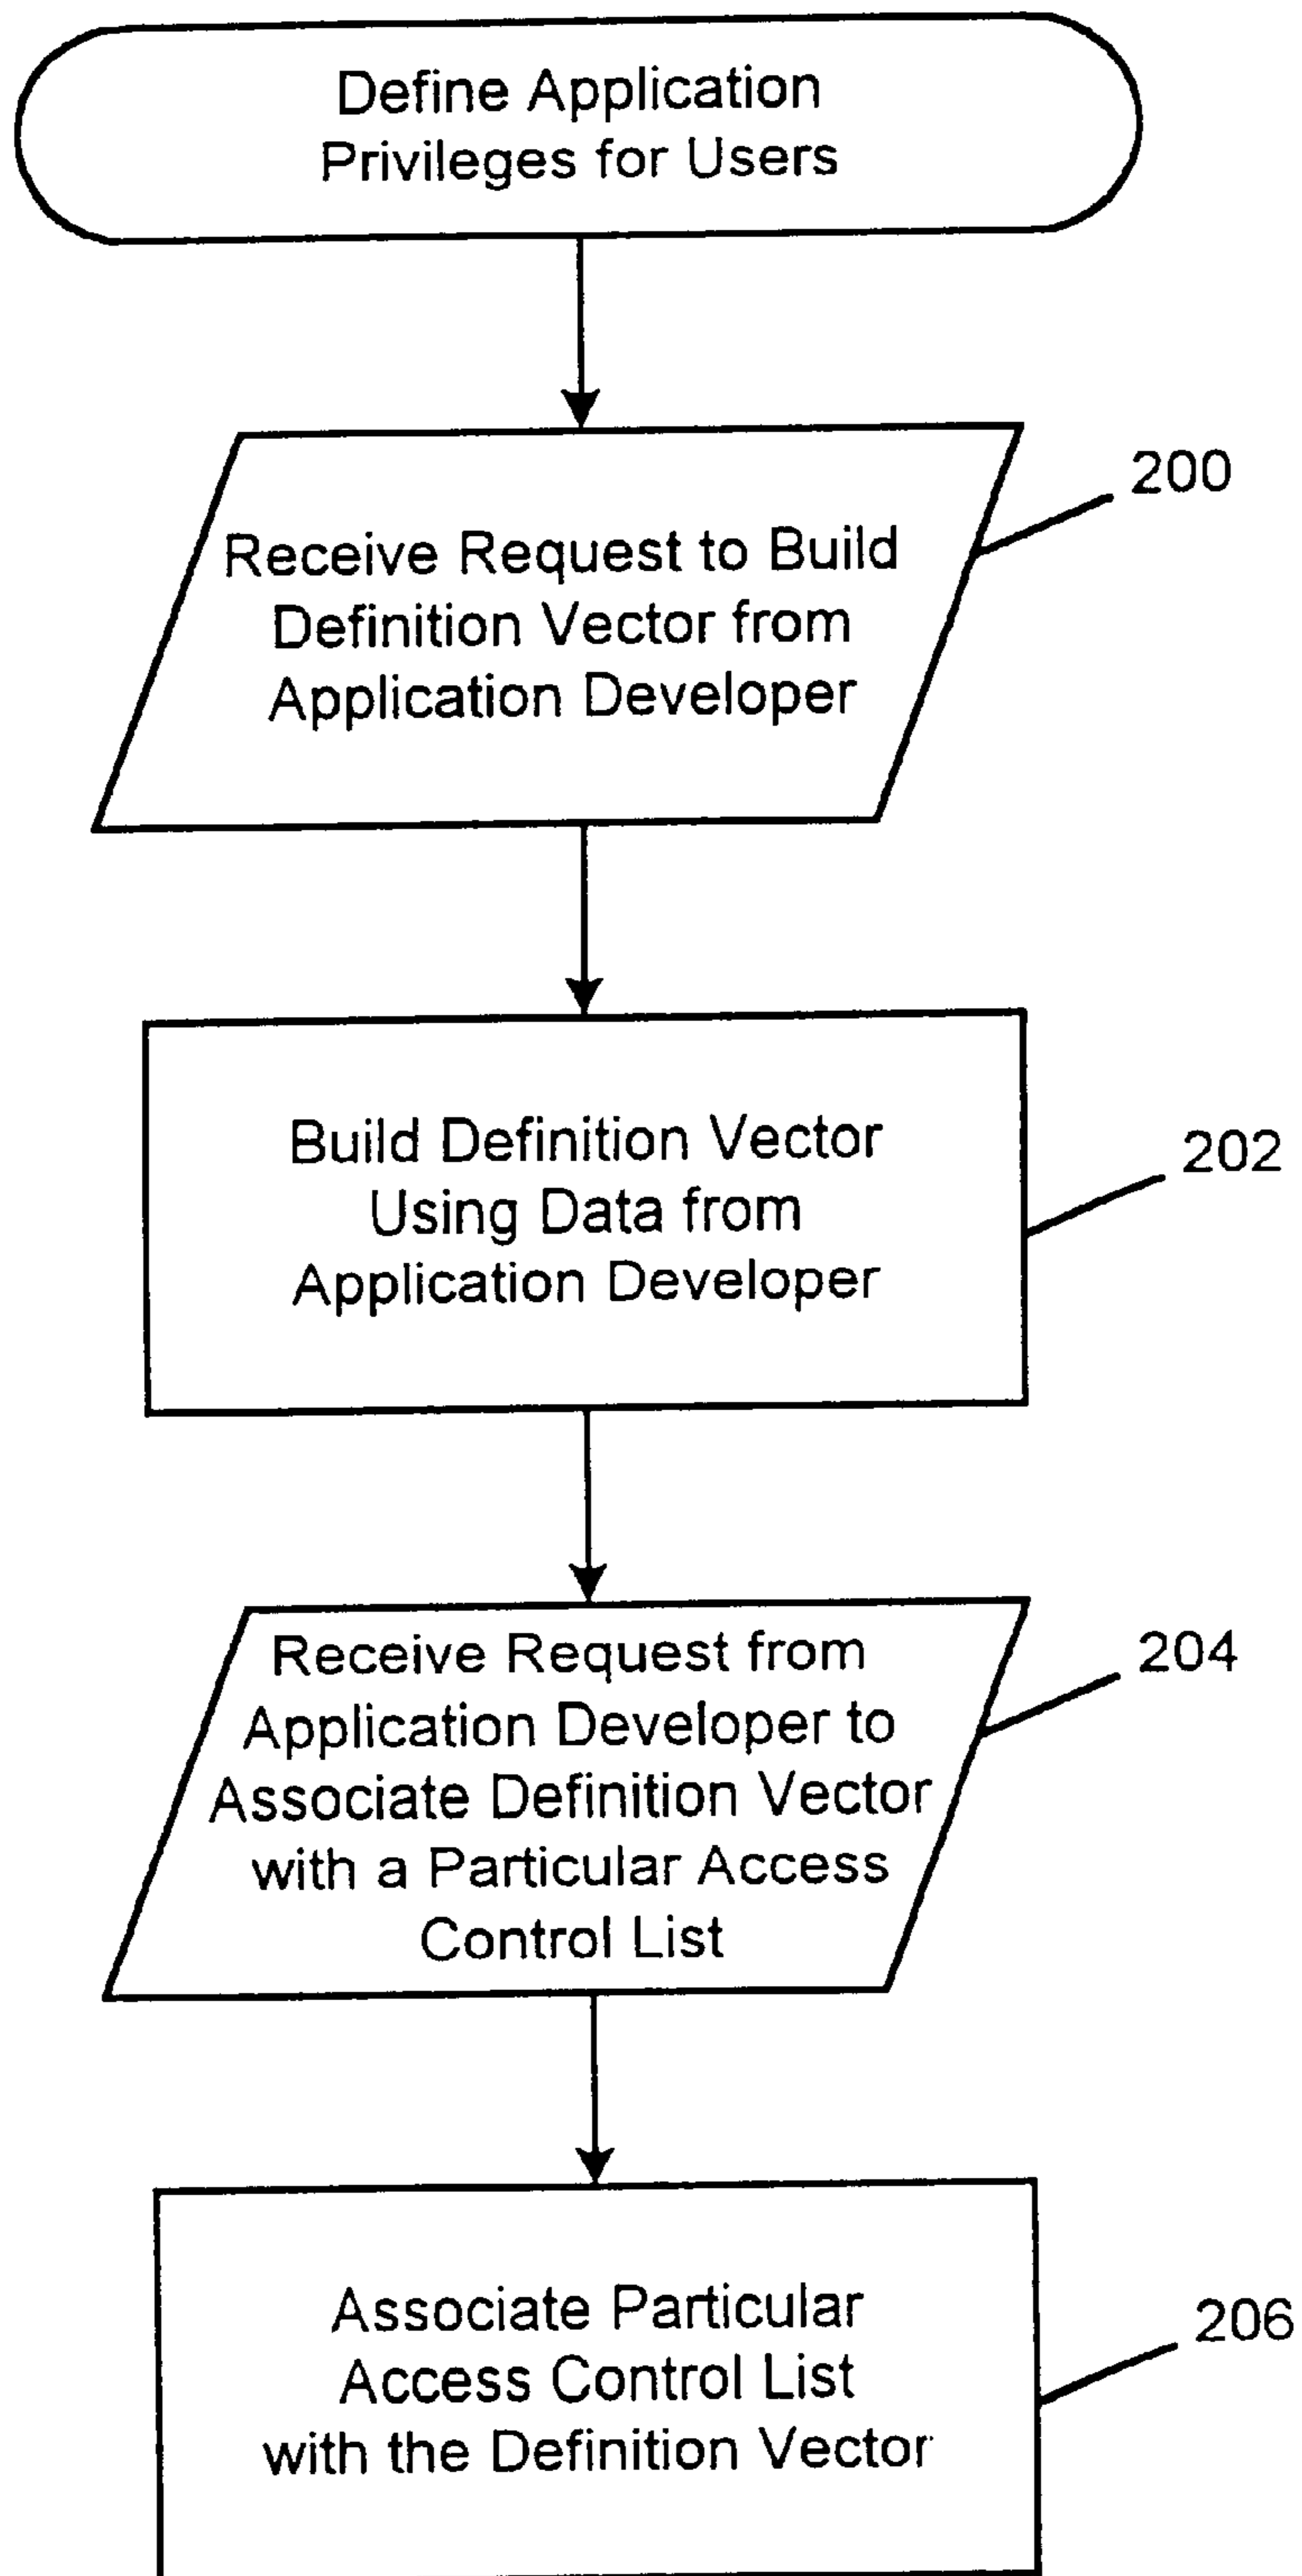 Define Application
Privileges for Users
200
Receive Request to Build
Definition Vector from
Application Developer
202
Build Definition Vector
Using Data from
Application Developer
204
Receive Request from
Application Developer to
Associate Definition Vector
with a Particular Access
Control List
206
Associate Particular
Access Control List
with the Definition Vector